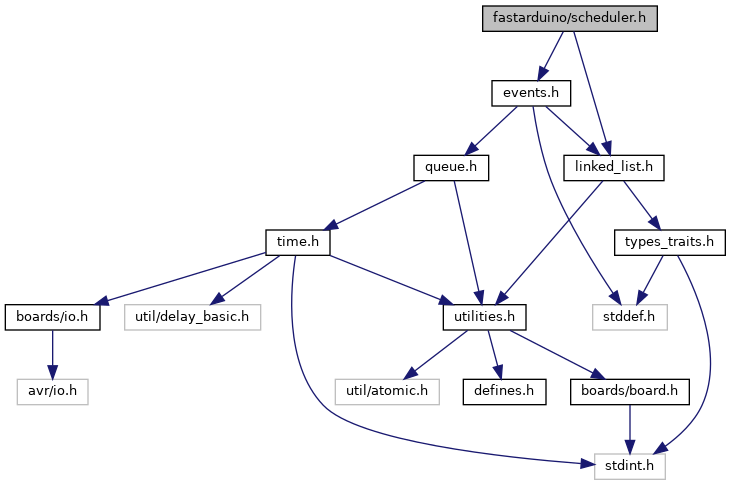 fastarduino/scheduler.h
events.h
queue.h
linked_list.h
time.h
types_traits.h
boards/io.h
util/delay_basic.h
utilities.h
stddef.h
avr/io.h
util/atomic.h
defines.h
boards/board.h
stdint.h